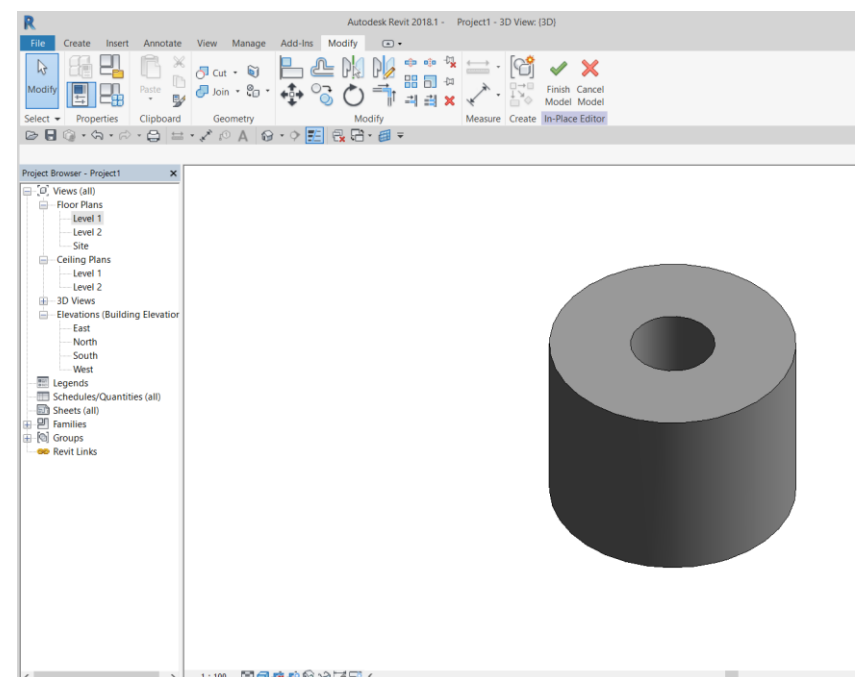 R
Autodesk Revit 2018.1 - Project1 - 3D View: {3D}
File Create Insert Annotate View Manage Add-Ins Modify
Modify
Paste
Cut
Join
Finish Model
Cancel Model
Select Properties Clipboard Geometry Modify Measure Create In-Place Editor
A
Project Browser - Project1
Views (all)
Floor Plans
Level 1
Level 2
Site
Ceiling Plans
Level 1
Level 2
3D Views
Elevations (Building Elevation
East
North
South
West
Legends
Schedules/Quantities (all)
Sheets (all)
Families
Groups
Revit Links
1 : 100